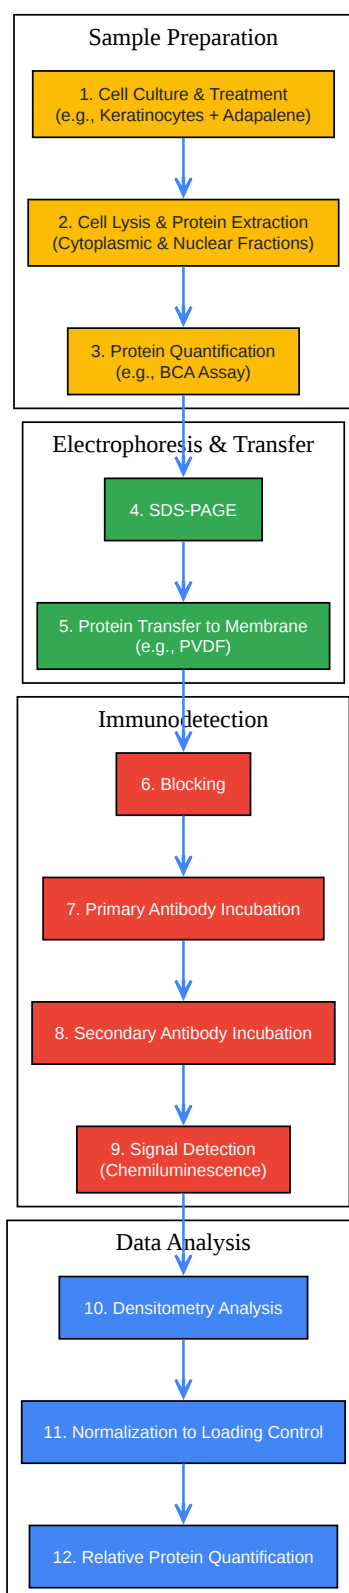 Sample Preparation
1. Cell Culture & Treatment
(e.g., Keratinocytes + Adapalene)
2. Cell Lysis & Protein Extraction
(Cytoplasmic & Nuclear Fractions)
3. Protein Quantification
(e.g., BCA Assay)
Electrophoresis & Transfer
4. SDS-PAGE
5. Protein Transfer to Membrane
(e.g., PVDF)
Immunodetection
6. Blocking
7. Primary Antibody Incubation
8. Secondary Antibody Incubation
9. Signal Detection
(Chemiluminescence)
Data Analysis
10. Densitometry Analysis
11. Normalization to Loading Control
12. Relative Protein Quantification